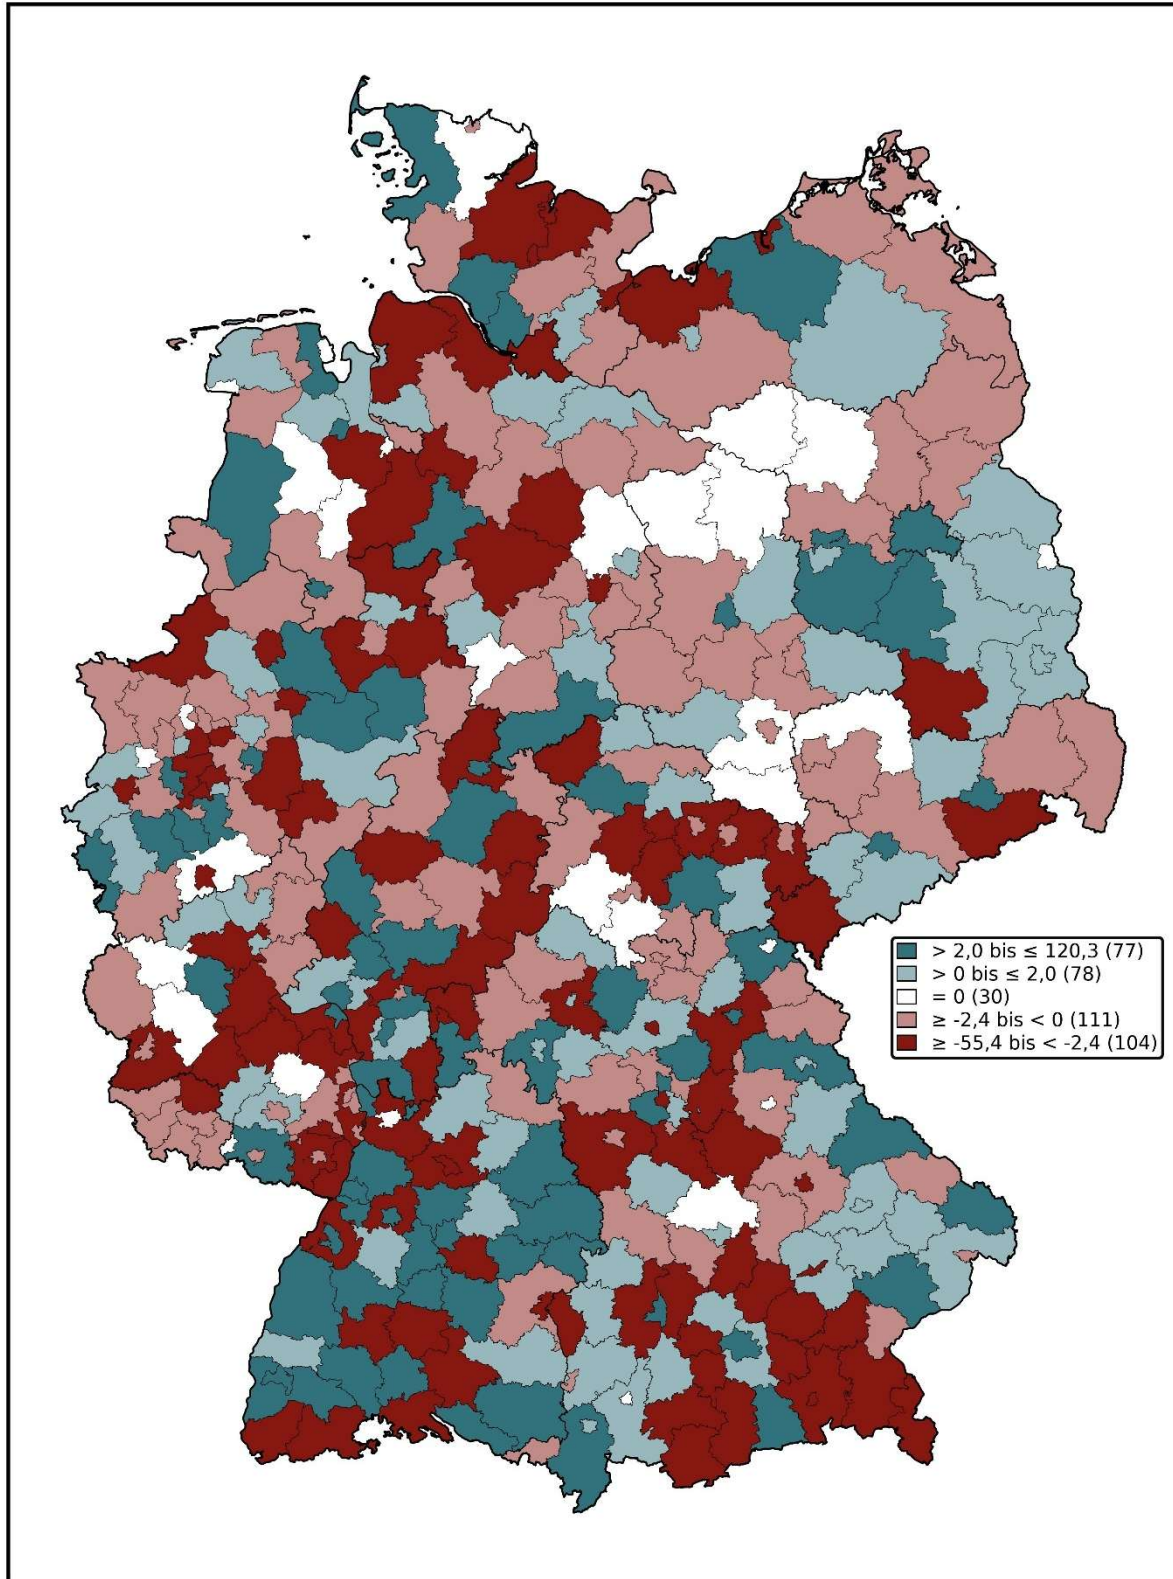 > 2,0 bis ≤ 120,3 (77)
> 0 bis ≤ 2,0 (78)
= 0 (30)
≥ -2,4 bis < 0 (111)
≥ -55,4 bis < -2,4 (104)